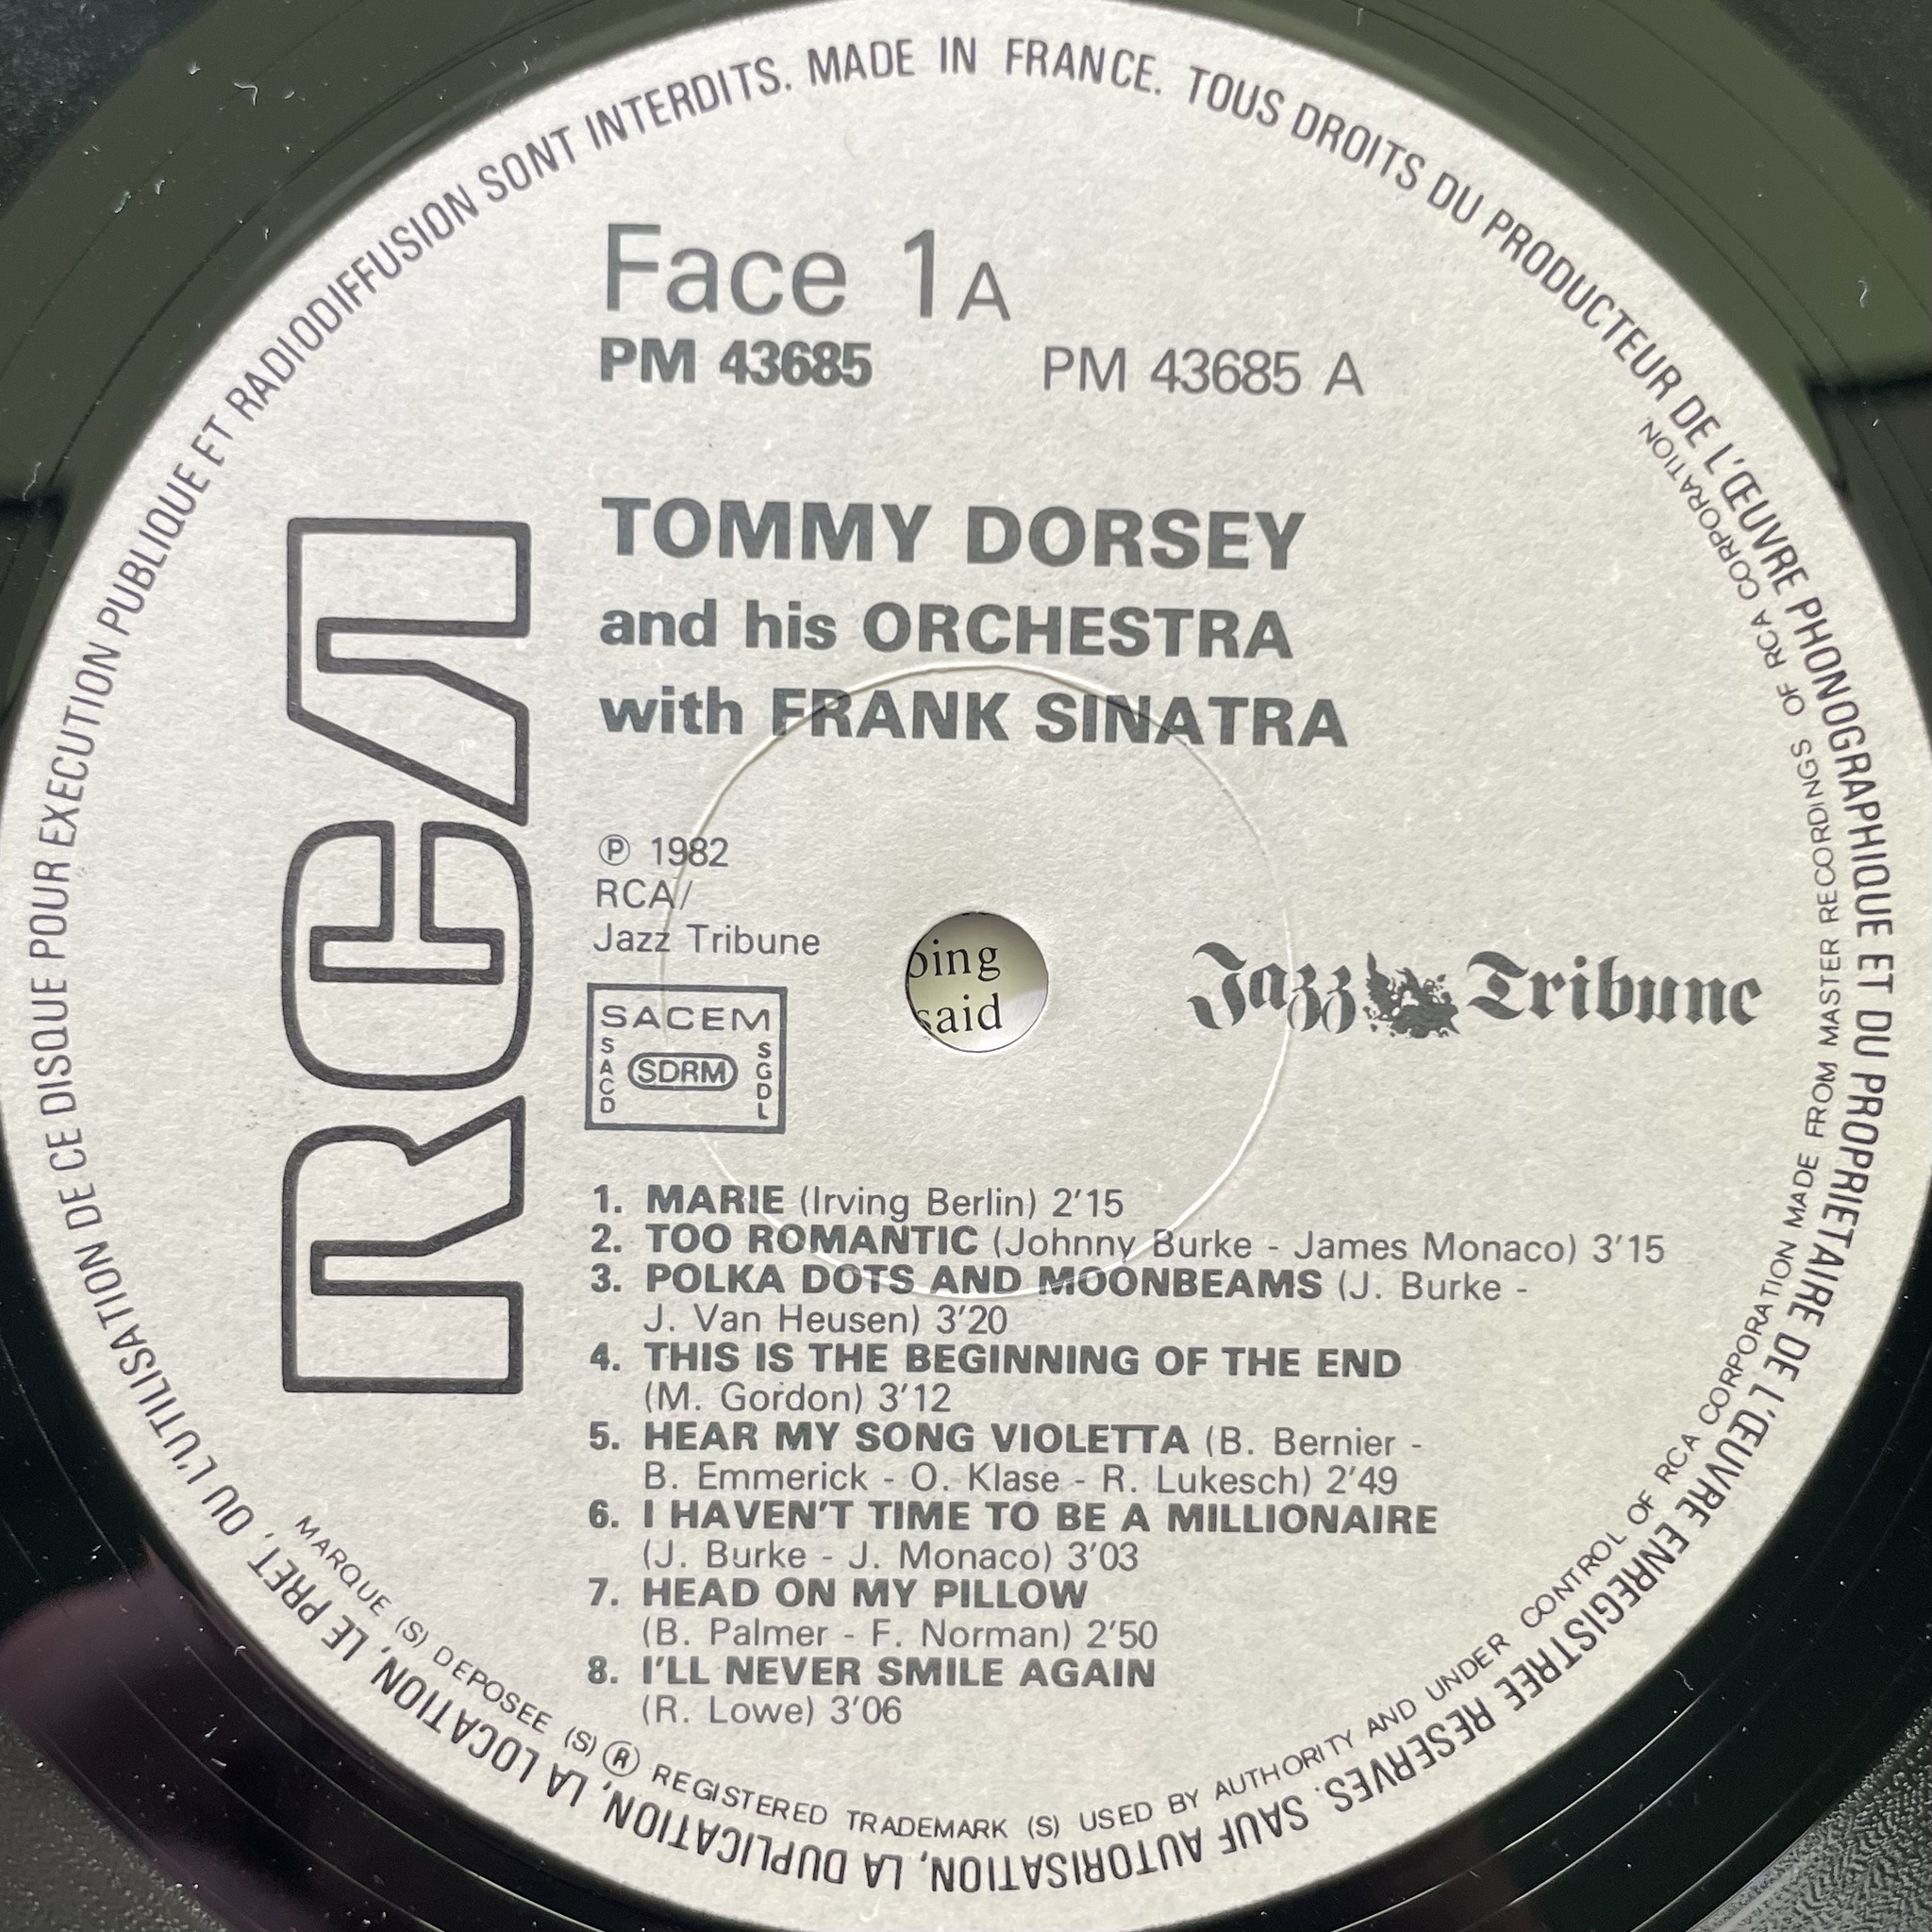 Face 1A
PM 43685 PM 43685 A
TOMMY DORSEY
and his ORCHESTRA
with FRANK SINATRA
RCA
℗ 1982
RCA/
Jazz Tribune
SACEM
SACD
SDRM
SGDL
oing
said
Jazz Tribune
1. MARIE (Irving Berlin) 2'15
2. TOO ROMANTIC (Johnny Burke - James Monaco) 3'15
3. POLKA DOTS AND MOONBEAMS (J. Burke -
J. Van Heusen) 3'20
4. THIS IS THE BEGINNING OF THE END
(M. Gordon) 3'12
5. HEAR MY SONG VIOLETTA (B. Bernier -
B. Emmerick - O. Klase - R. Lukesch) 2'49
6. I HAVEN'T TIME TO BE A MILLIONAIRE
(J. Burke - J. Monaco) 3'03
7. HEAD ON MY PILLOW
(B. Palmer - F. Norman) 2'50
8. I'LL NEVER SMILE AGAIN
(R. Lowe) 3'06
MADE IN FRANCE. TOUS DROITS DU PRODUCTEUR DE L'ŒUVRE PHONOGRAPHIQUE ET DU PROPRIETAIRE DE L'ŒUVRE ENREGISTREE RESERVES. SAUF AUTORISATION, LA DUPLICATION, LA LOCATION, LE PRET, OU L'UTILISATION DE CE DISQUE POUR EXECUTION PUBLIQUE ET RADIODIFFUSION SONT INTERDITS.
MARQUE (S) DEPOSEE (S) ® REGISTERED TRADEMARK (S) USED BY AUTHORITY AND UNDER CONTROL OF RCA CORPORATION MADE FROM MASTER RECORDINGS OF RCA CORPORATION.